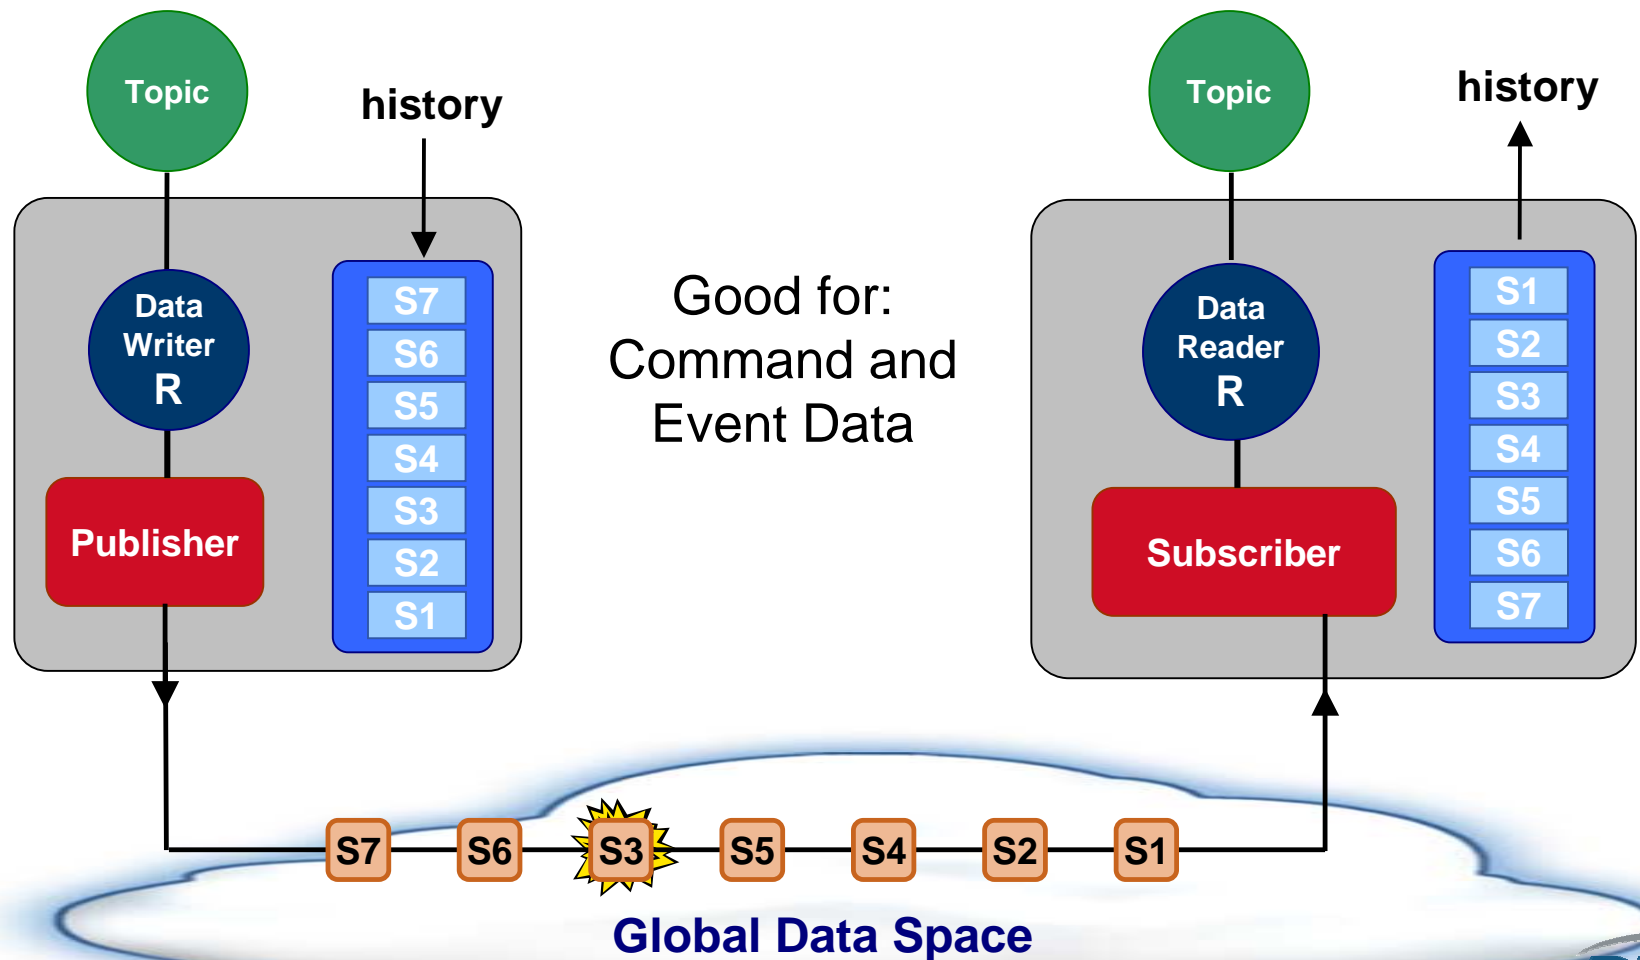 Topic
history
Data
Writer
R
Publisher
S7
S6
S5
S4
S3
S2
S1
Good for:
Command and
Event Data
Topic
history
Data
Reader
R
Subscriber
S1
S2
S3
S4
S5
S6
S7
S7 S6 S3 S5 S4 S2 S1
Global Data Space